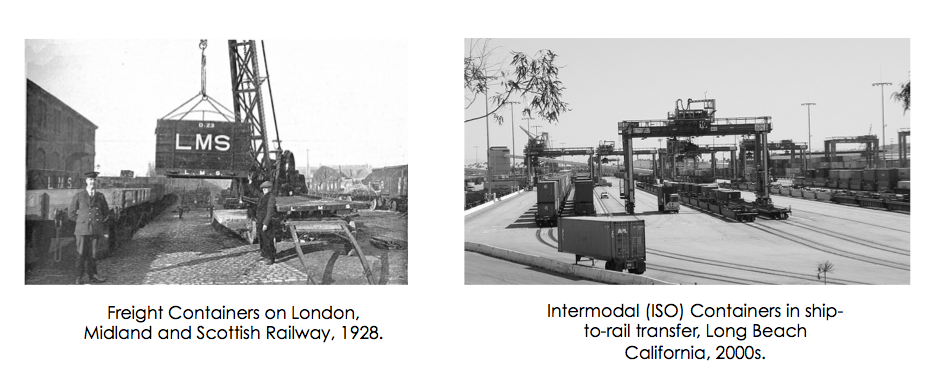 D.23
LMS
L.M.S.
Freight Containers on London,
Midland and Scottish Railway, 1928.
Intermodal (ISO) Containers in ship-
to-rail transfer, Long Beach
California, 2000s.